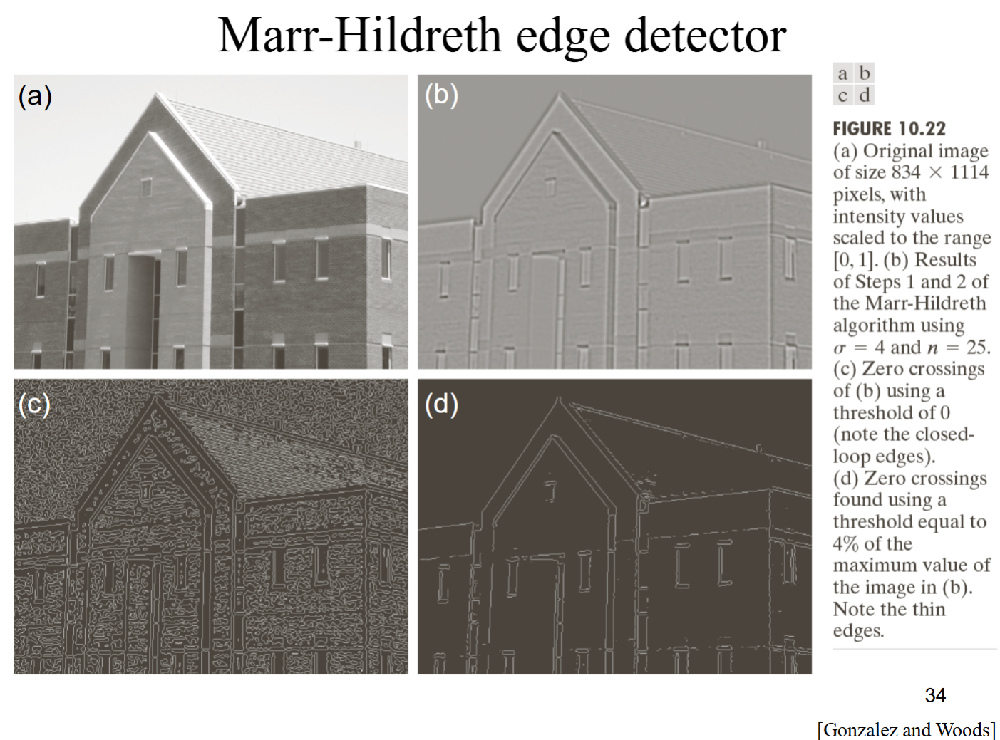 Marr-Hildreth edge detector
(a)
(b)
(c)
(d)
a b
c d
FIGURE 10.22
(a) Original image
of size 834 × 1114
pixels, with
intensity values
scaled to the range
[0, 1]. (b) Results
of Steps 1 and 2 of
the Marr-Hildreth
algorithm using
σ = 4 and n = 25.
(c) Zero crossings
of (b) using a
threshold of 0
(note the closed-
loop edges).
(d) Zero crossings
found using a
threshold equal to
4% of the
maximum value of
the image in (b).
Note the thin
edges.
34
[Gonzalez and Woods]